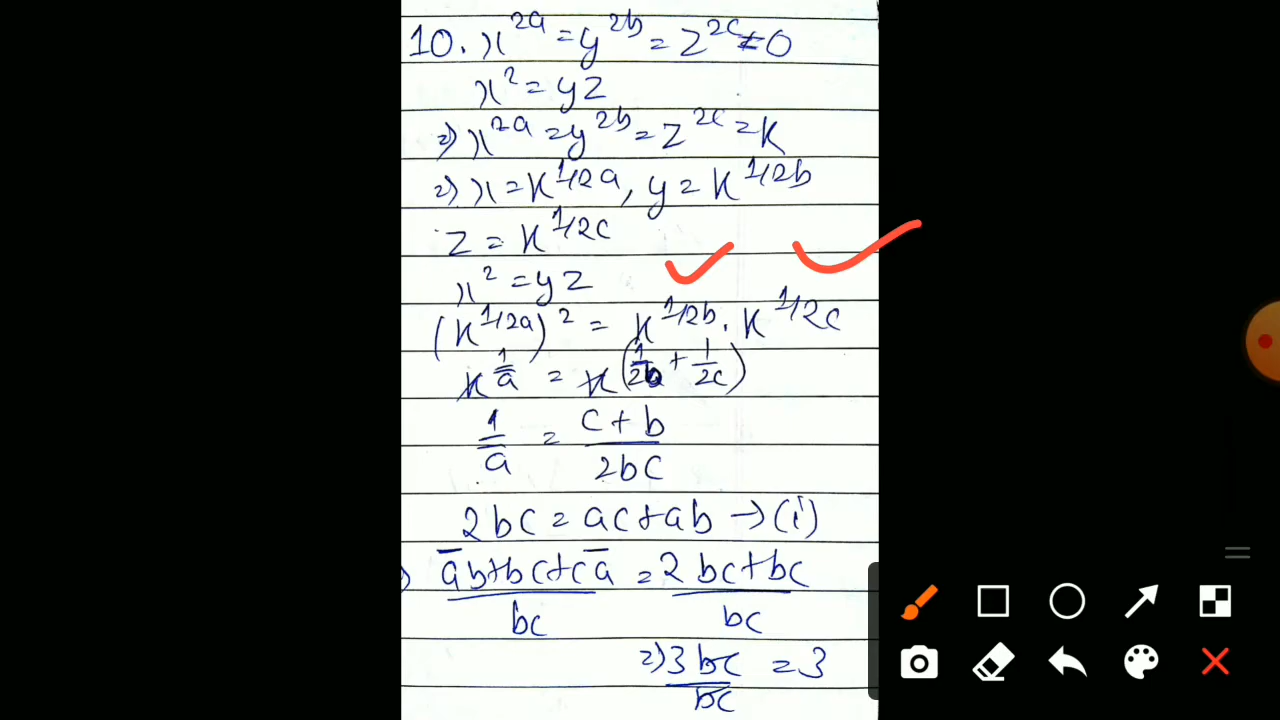 10. x^2a = y^2b = z^2c ≠ 0
x² = yz
⇒) x^2a = y^2b = z^2c = K
⇒) x = K^1/2a, y = K^1/2b
z = K^1/2c
x² = yz
(K^1/2a)² = K^1/2b . K^1/2c
K^1/a = K^(1/2b + 1/2c)
1/a = c+b/2bc
2bc = ac+ab → (i)
ab+bc+ca/bc = 2bc+bc/bc
⇒) 3bc/bc = 3